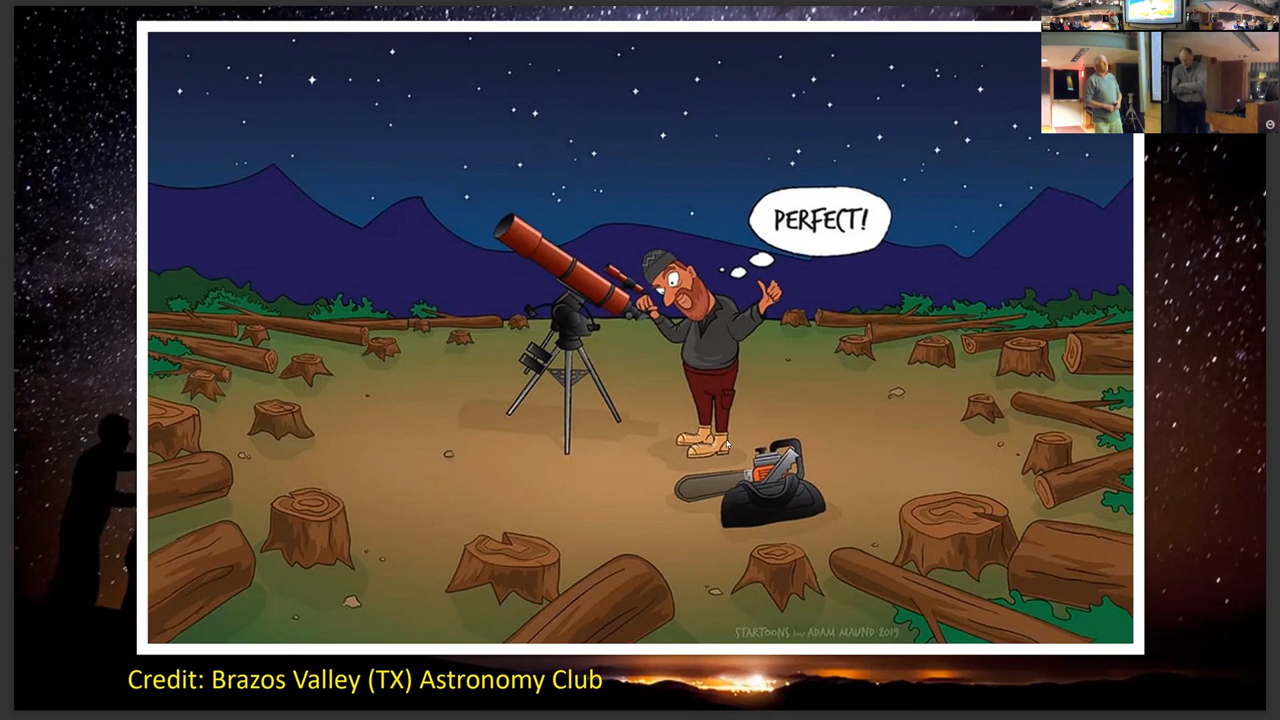 PERFECT!
STARTOONS by ADAM MAUND 2019
Credit: Brazos Valley (TX) Astronomy Club